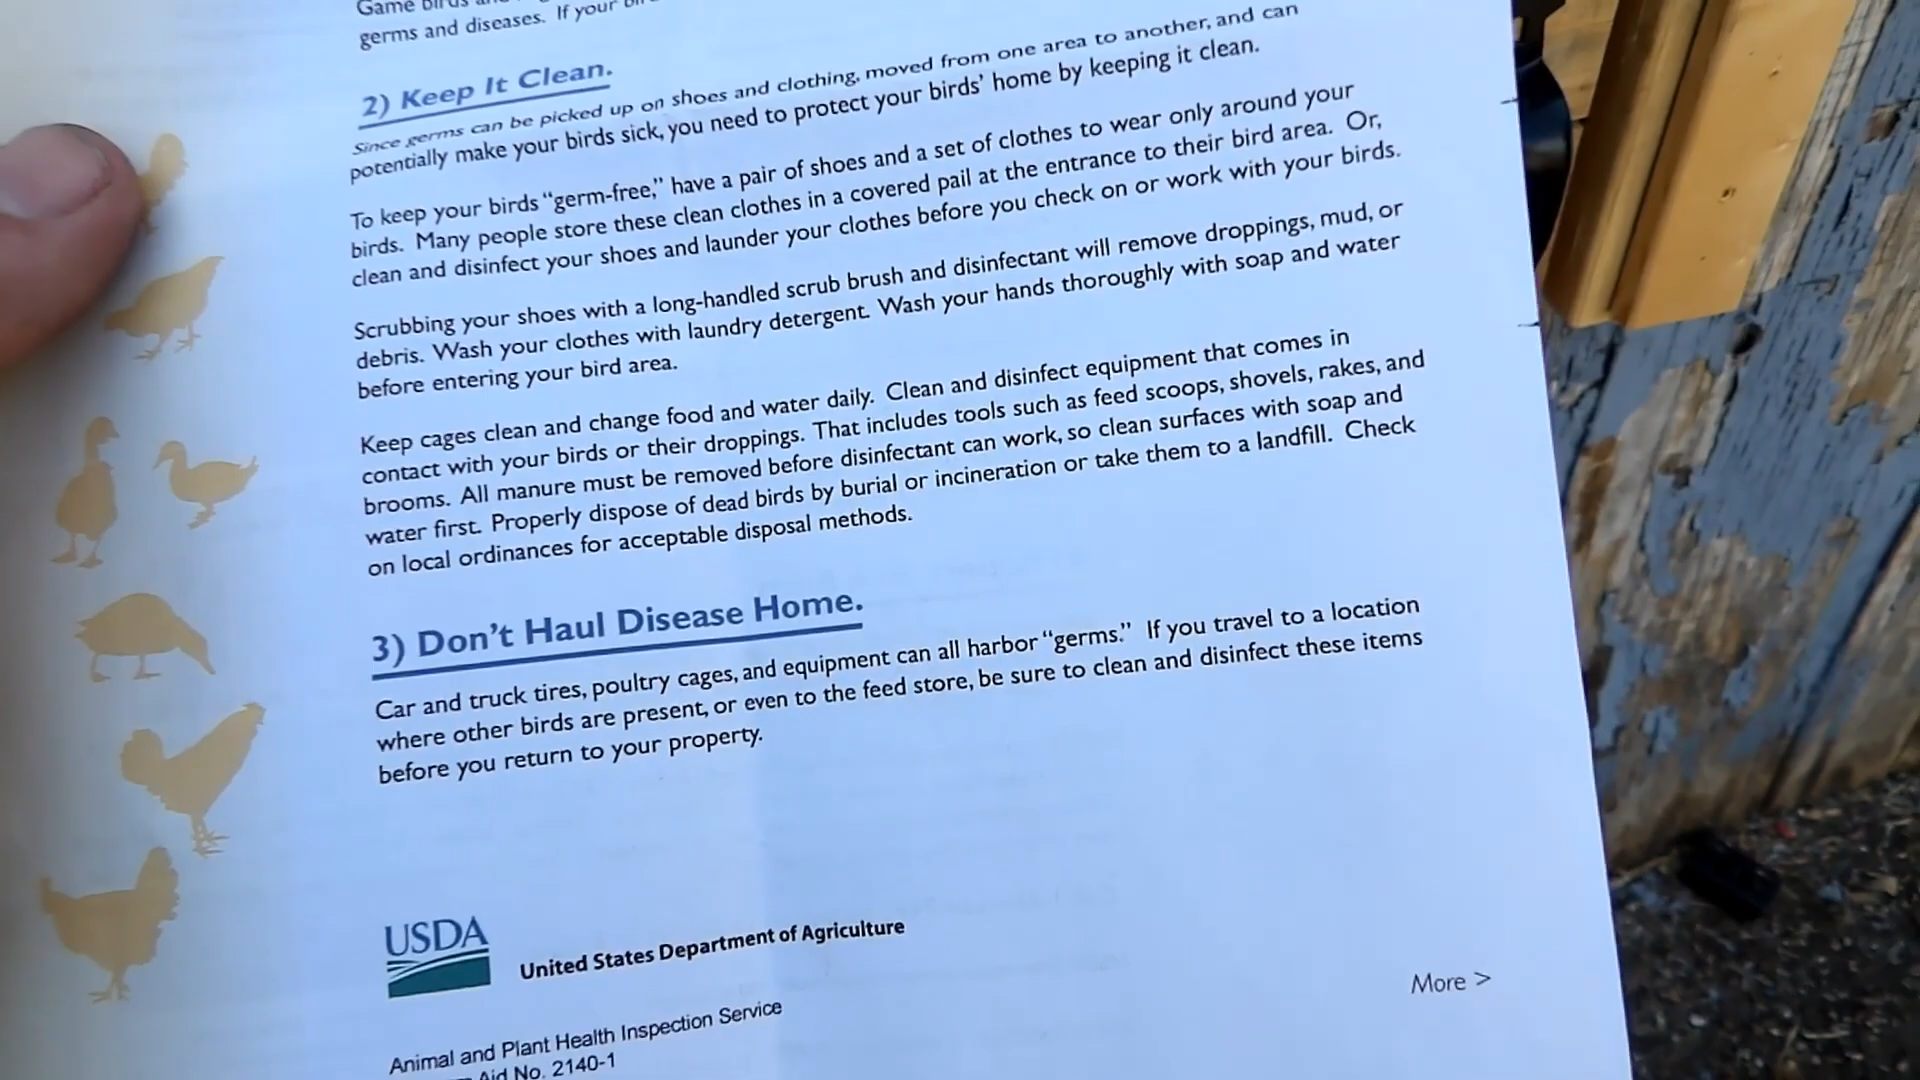 Game birds and
germs and diseases. If your
2) Keep It Clean.
Since germs can be picked up on shoes and clothing, moved from one area to another, and can
potentially make your birds sick, you need to protect your birds' home by keeping it clean.
To keep your birds “germ-free,” have a pair of shoes and a set of clothes to wear only around your
birds. Many people store these clean clothes in a covered pail at the entrance to their bird area. Or,
clean and disinfect your shoes and launder your clothes before you check on or work with your birds.
Scrubbing your shoes with a long-handled scrub brush and disinfectant will remove droppings, mud, or
debris. Wash your clothes with laundry detergent. Wash your hands thoroughly with soap and water
before entering your bird area.
Keep cages clean and change food and water daily. Clean and disinfect equipment that comes in
contact with your birds or their droppings. That includes tools such as feed scoops, shovels, rakes, and
brooms. All manure must be removed before disinfectant can work, so clean surfaces with soap and
water first. Properly dispose of dead birds by burial or incineration or take them to a landfill. Check
on local ordinances for acceptable disposal methods.
3) Don't Haul Disease Home.
Car and truck tires, poultry cages, and equipment can all harbor “germs.” If you travel to a location
where other birds are present, or even to the feed store, be sure to clean and disinfect these items
before you return to your property.
USDA
United States Department of Agriculture
More >
Animal and Plant Health Inspection Service
Aid No. 2140-1